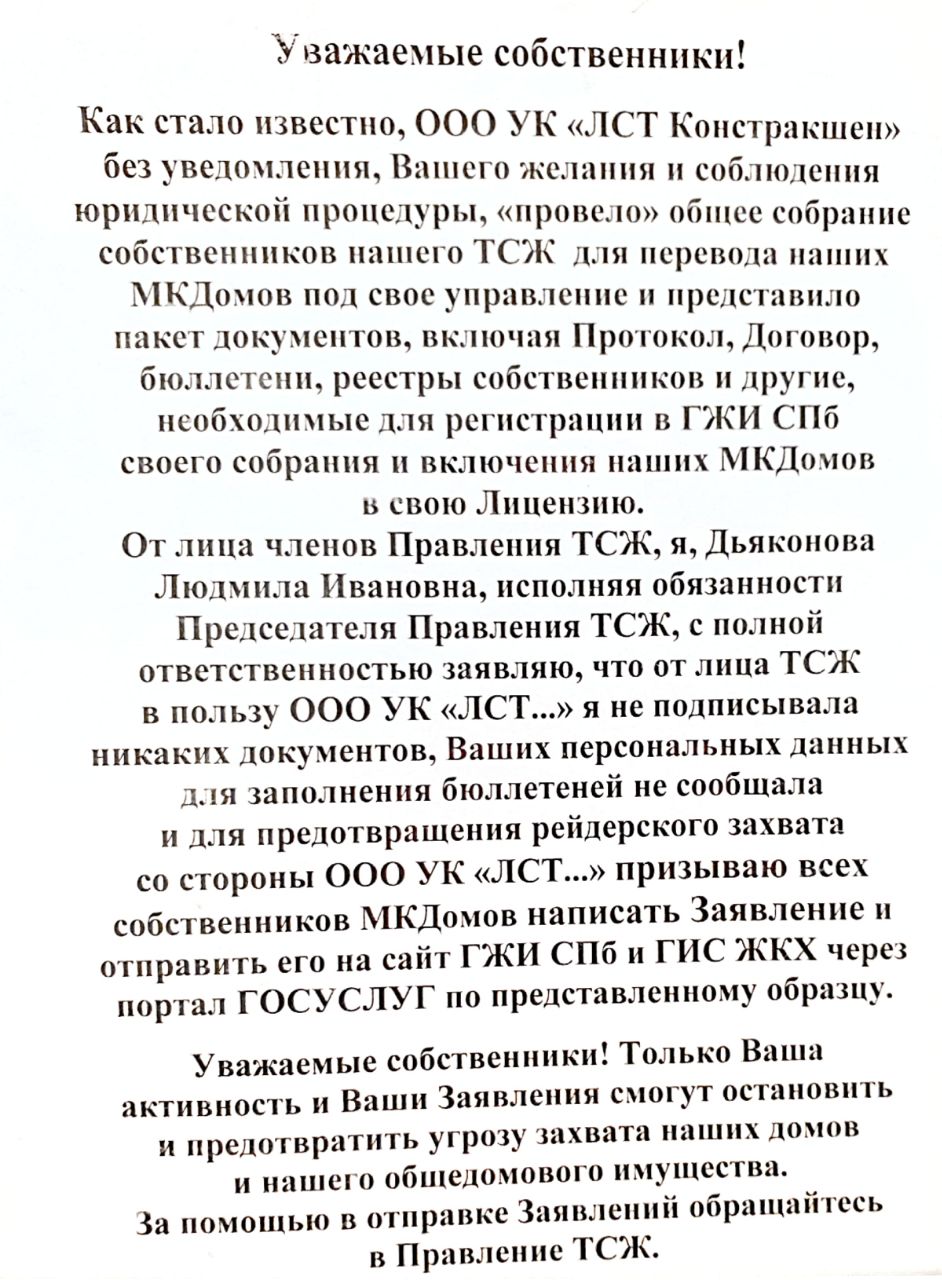 Уважаемые собственники!
Как стало известно, ООО УК «ЛСТ Констракшен»
без уведомления, Вашего желания и соблюдения
юридической процедуры, «провело» общее собрание
собственников нашего ТСЖ для перевода наших
МКДомов под свое управление и представило
пакет документов, включая Протокол, Договор,
бюллетени, реестры собственников и другие,
необходимые для регистрации в ГЖИ СПб
своего собрания и включения наших МКДомов
в свою Лицензию.
От лица членов Правления ТСЖ, я, Дьяконова
Людмила Ивановна, исполняя обязанности
Председателя Правления ТСЖ, с полной
ответственностью заявляю, что от лица ТСЖ
в пользу ООО УК «ЛСТ...» я не подписывала
никаких документов, Ваших персональных данных
для заполнения бюллетеней не сообщала
и для предотвращения рейдерского захвата
со стороны ООО УК «ЛСТ...» призываю всех
собственников МКДомов написать Заявление и
отправить его на сайт ГЖИ СПб и ГИС ЖКХ через
портал ГОСУСЛУГ по представленному образцу.
Уважаемые собственники! Только Ваша
активность и Ваши Заявления смогут остановить
и предотвратить угрозу захвата наших домов
и нашего общедомового имущества.
За помощью в отправке Заявлений обращайтесь
в Правление ТСЖ.